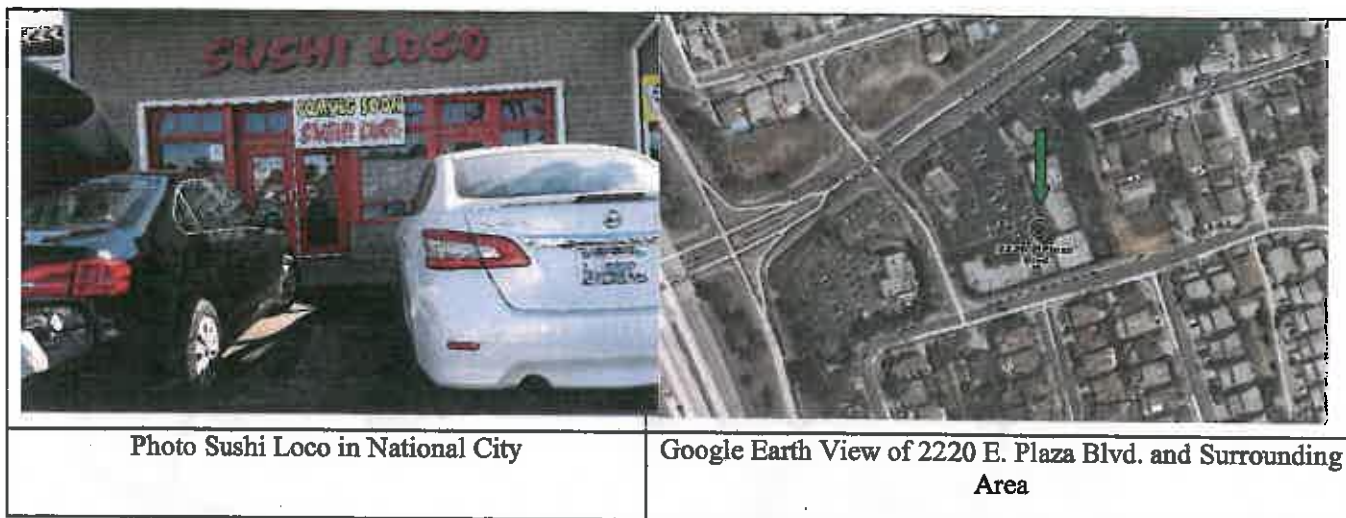 SUSHI LOCO
COMING SOON
SUSHI LOCO
Photo Sushi Loco in National City
Google Earth View of 2220 E. Plaza Blvd. and Surrounding
Area